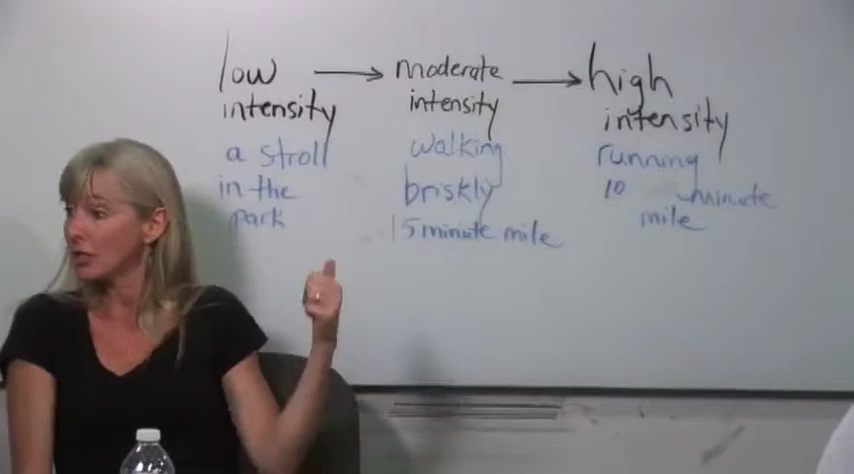 low → moderate → high
intensity intensity intensity
a stroll walking running
in the briskly 10 minute
park 15 minute mile mile